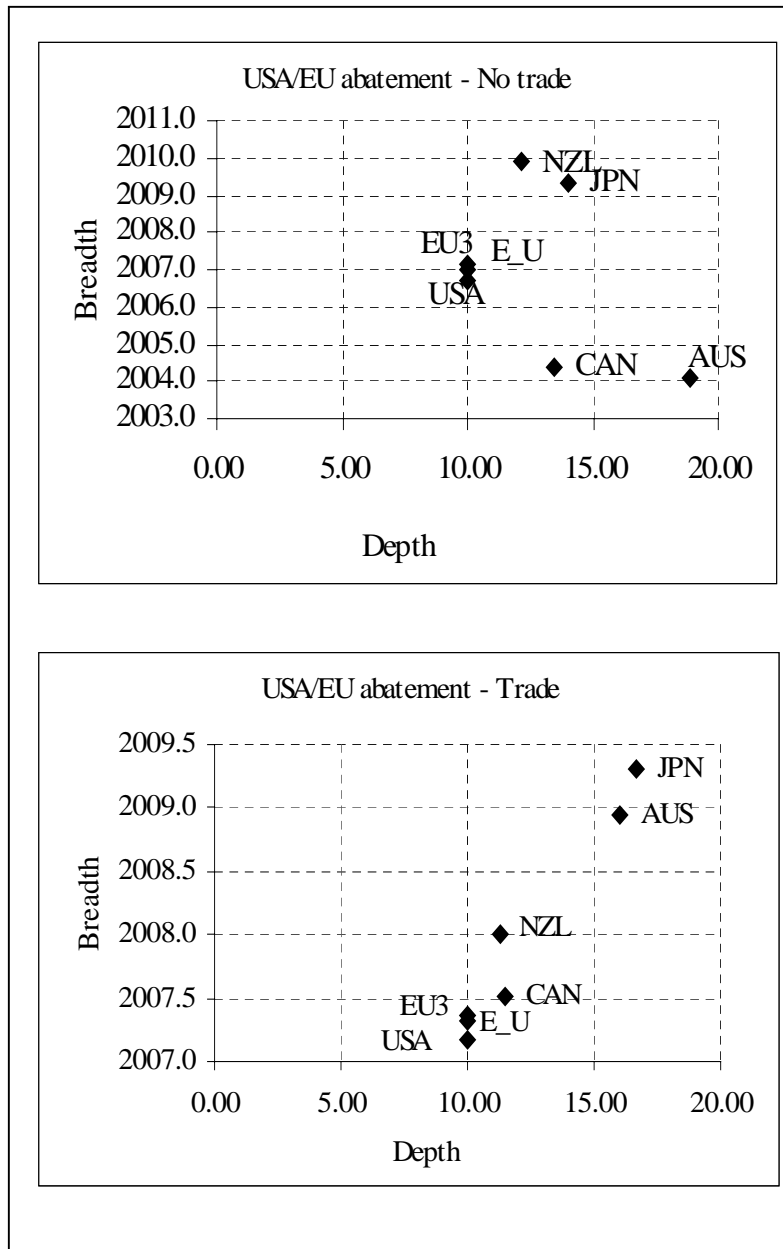 USA/EU abatement - No trade
2011.0
2010.0
NZL
2009.0
JPN
2008.0
EU3 E_U
2007.0
2006.0
USA
2005.0
CAN AUS
2004.0
2003.0
0.00 5.00 10.00 15.00 20.00
Breadth
Depth
USA/EU abatement - Trade
2009.5
JPN
2009.0
AUS
2008.5
2008.0
NZL
2007.5
CAN
EU3
E_U
USA
2007.0
0.00 5.00 10.00 15.00 20.00
Breadth
Depth